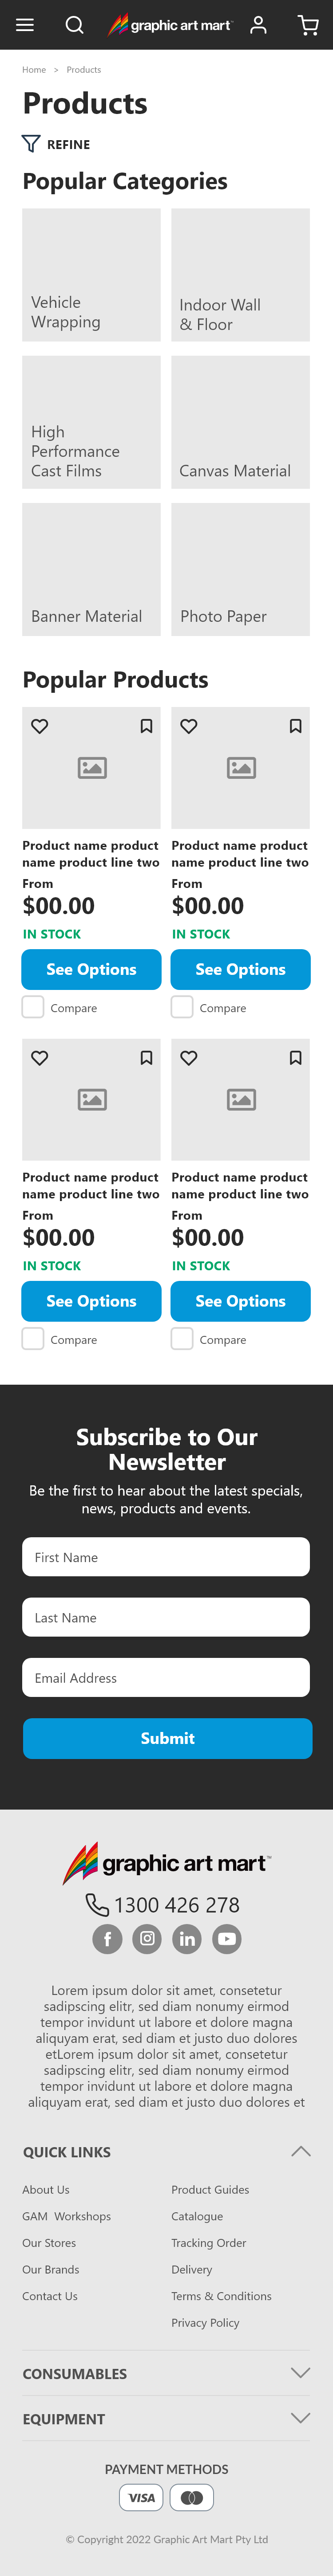 graphic art mart™
Home > Products
Products
REFINE
Popular Categories
Vehicle
Wrapping
Indoor Wall
& Floor
High
Performance
Cast Films
Canvas Material
Banner Material
Photo Paper
Popular Products
Product name product
name product line two
From
$00.00
IN STOCK
See Options
Compare
Product name product
name product line two
From
$00.00
IN STOCK
See Options
Compare
Product name product
name product line two
From
$00.00
IN STOCK
See Options
Compare
Product name product
name product line two
From
$00.00
IN STOCK
See Options
Compare
Subscribe to Our
Newsletter
Be the first to hear about the latest specials,
news, products and events.
First Name
Last Name
Email Address
Submit
graphic art mart™
1300 426 278
f
in
Lorem ipsum dolor sit amet, consetetur
sadipscing elitr, sed diam nonumy eirmod
tempor invidunt ut labore et dolore magna
aliquyam erat, sed diam et justo duo dolores
etLorem ipsum dolor sit amet, consetetur
sadipscing elitr, sed diam nonumy eirmod
tempor invidunt ut labore et dolore magna
aliquyam erat, sed diam et justo duo dolores et
QUICK LINKS
About Us
GAM Workshops
Our Stores
Our Brands
Contact Us
Product Guides
Catalogue
Tracking Order
Delivery
Terms & Conditions
Privacy Policy
CONSUMABLES
EQUIPMENT
PAYMENT METHODS
VISA
© Copyright 2022 Graphic Art Mart Pty Ltd